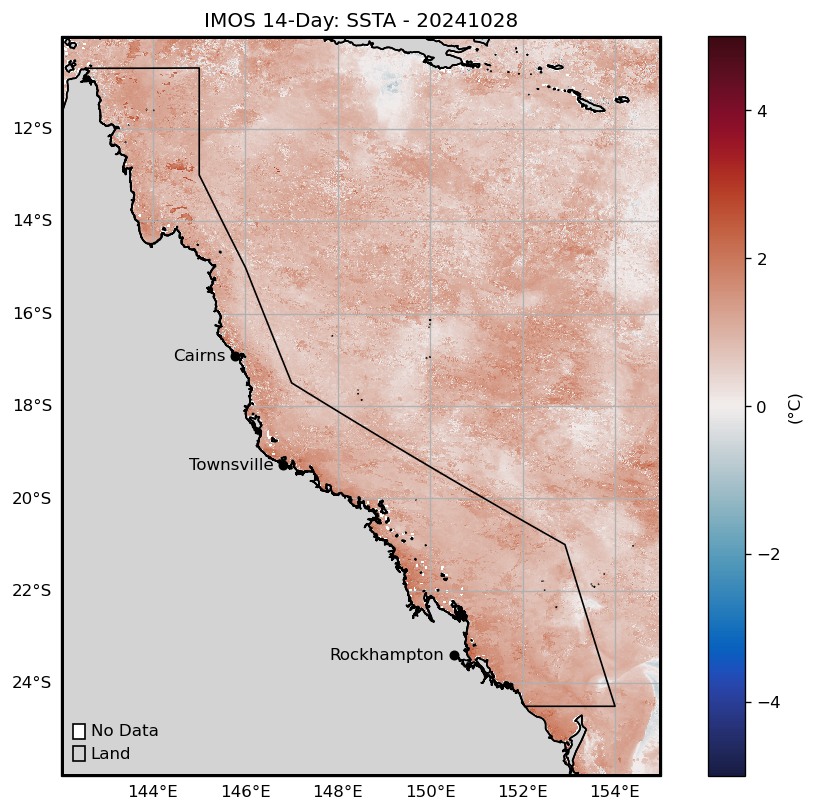 IMOS 14-Day: SSTA - 20241028
12°S
14°S
16°S
18°S
20°S
22°S
24°S
Cairns
Townsville
Rockhampton
No Data
Land
144°E 146°E 148°E 150°E 152°E 154°E
4
2
0
−2
−4
(°C)